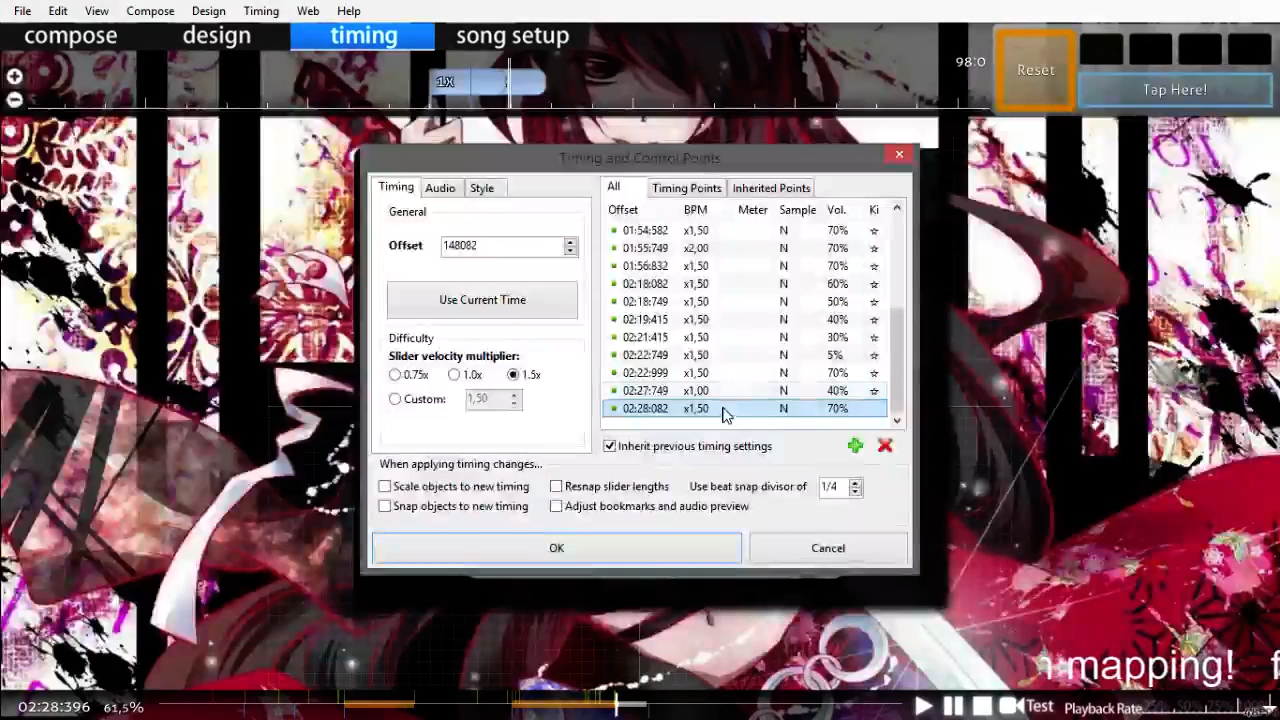 File Edit View Compose Design Timing Web Help
compose design timing song setup
1X
98:0
Reset
Tap Here!
Timing and Control Points
Timing Audio Style
General
Offset 148082
Use Current Time
Difficulty
Slider velocity multiplier:
0.75x 1.0x 1.5x
Custom: 1,50
All Timing Points Inherited Points
Offset BPM Meter Sample Vol. Ki
01:54:582 x1,50 N 70% ☆
01:55:749 x2,00 N 70% ☆
01:56:832 x1,50 N 70% ☆
02:18:082 x1,50 N 60% ☆
02:18:749 x1,50 N 50% ☆
02:19:415 x1,50 N 40% ☆
02:21:415 x1,50 N 30% ☆
02:22:749 x1,50 N 5% ☆
02:22:999 x1,50 N 70% ☆
02:27:749 x1,00 N 40% ☆
02:28:082 x1,50 N 70%
Inherit previous timing settings
When applying timing changes...
Scale objects to new timing Resnap slider lengths Use beat snap divisor of 1/4
Snap objects to new timing Adjust bookmarks and audio preview
OK Cancel
mapping!
02:28:396 61,5% Test Playback Rate 25% 50% 75% 100%